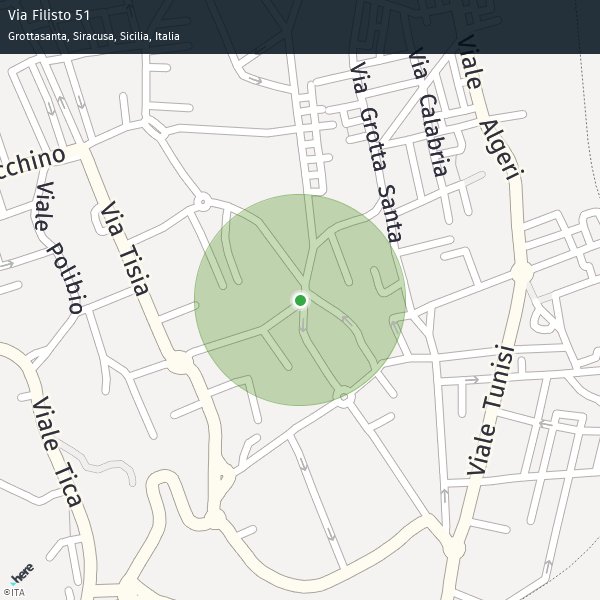 Via Filisto 51
Grottasanta, Siracusa, Sicilia, Italia
Viale Algeri
Via Calabria
Via Grotta Santa
cchino
Viale Polibio
Via Tisia
Viale Tunisi
Viale Tica
here
©ITA